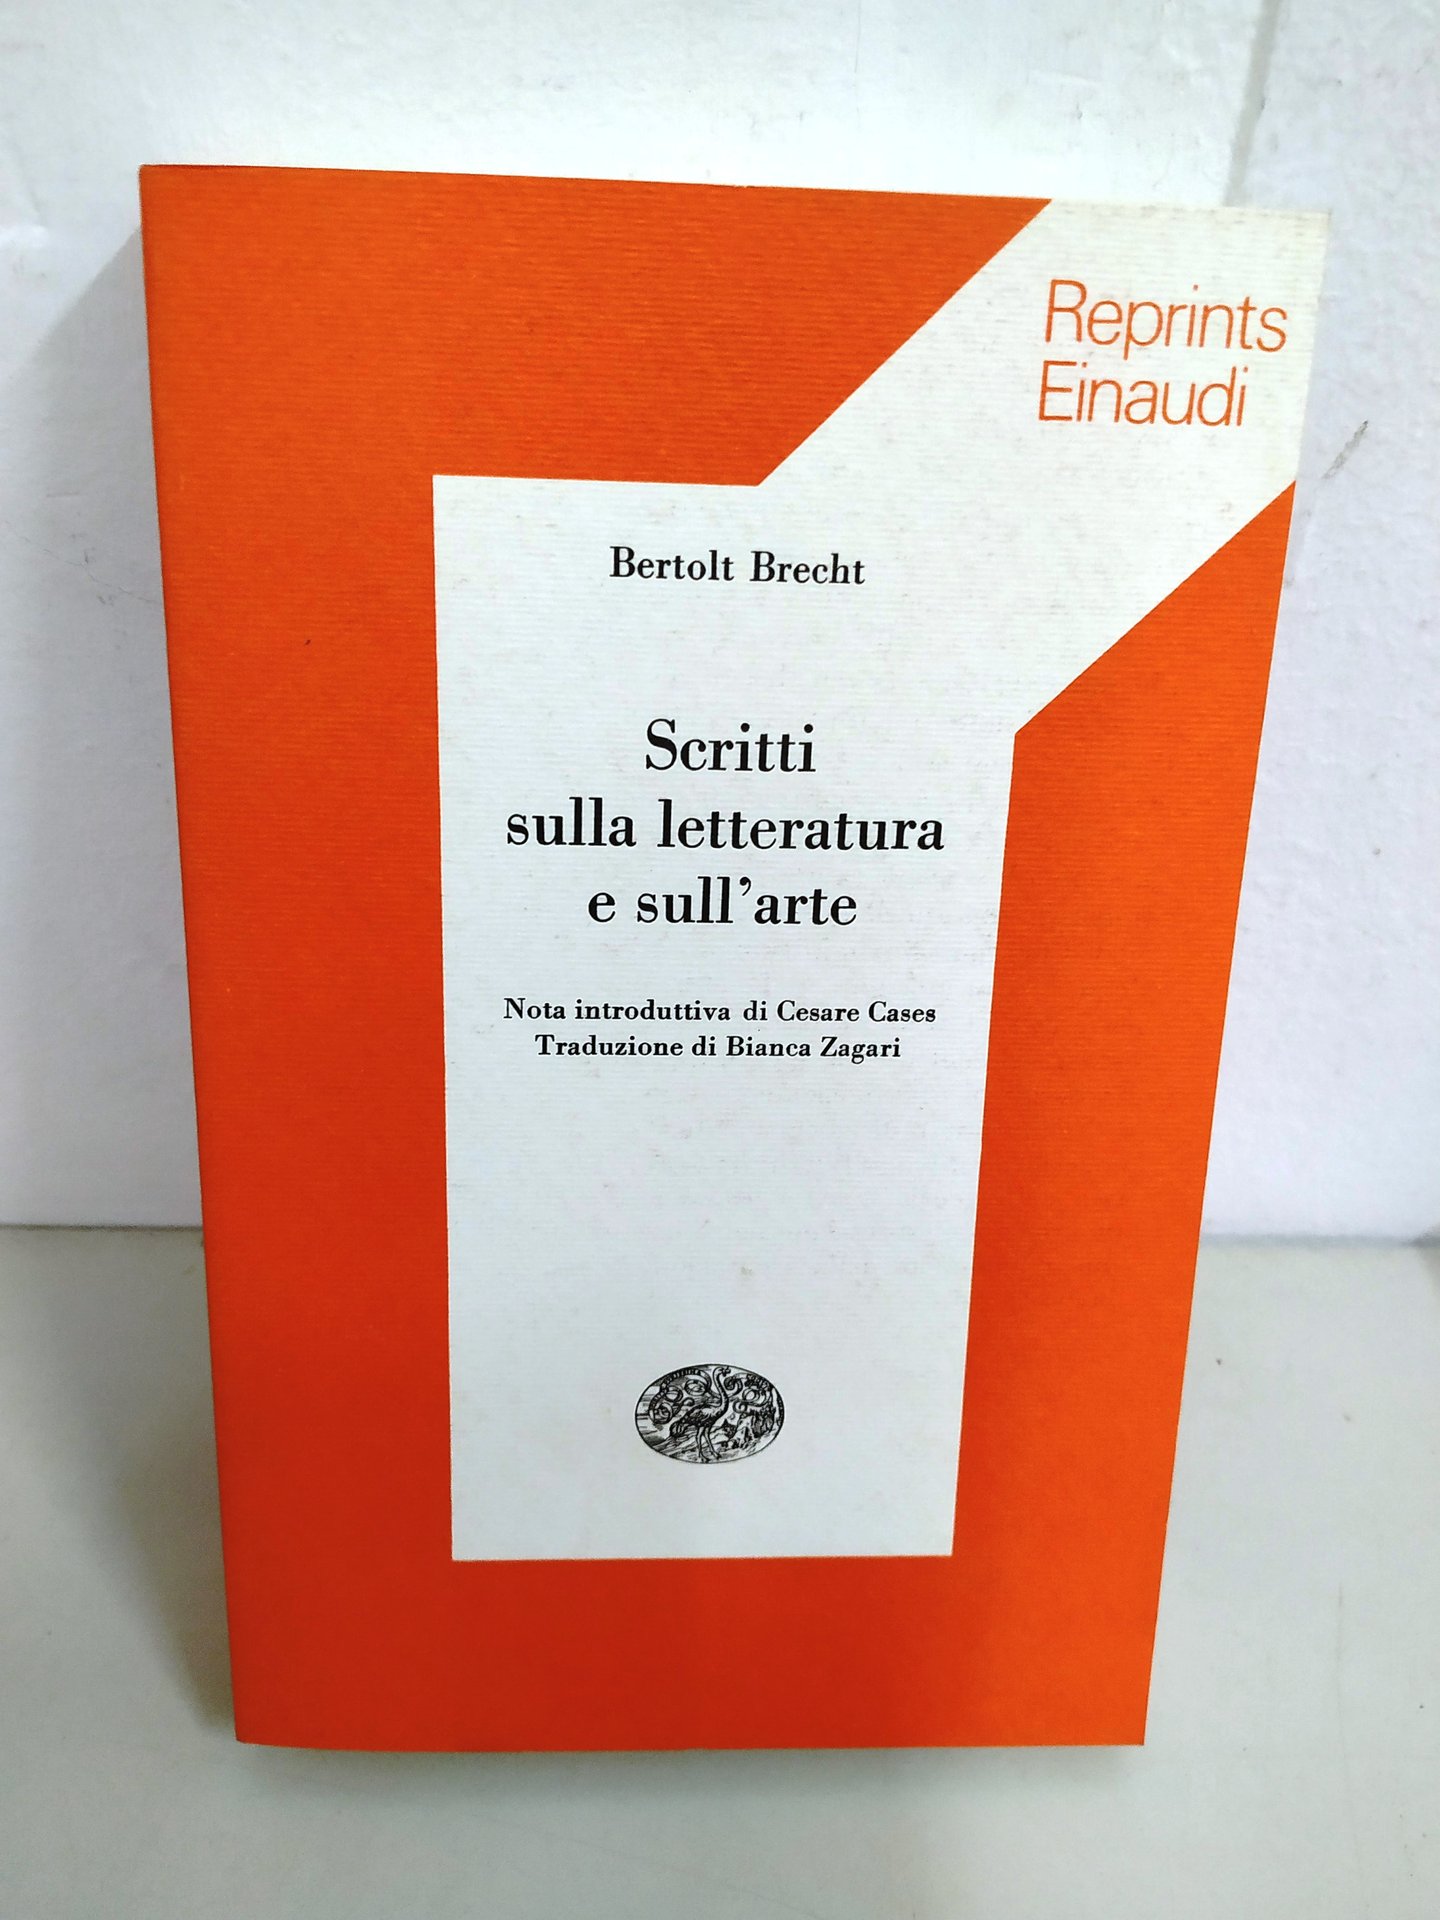 Reprints
Einaudi
Bertolt Brecht
Scritti
sulla letteratura
e sull'arte
Nota introduttiva di Cesare Cases
Traduzione di Bianca Zagari